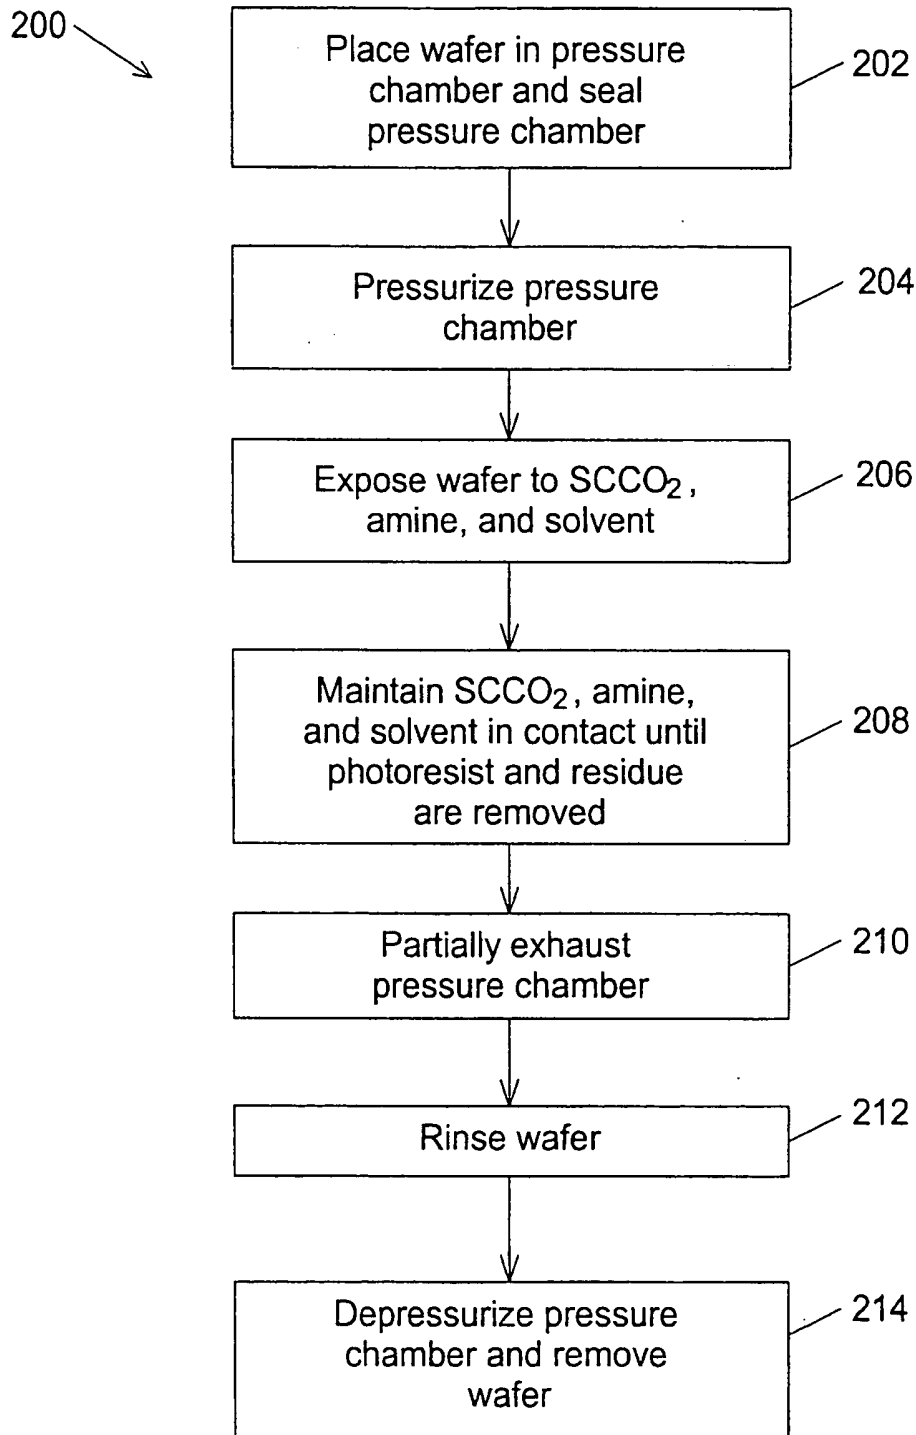 200
Place wafer in pressure
chamber and seal
pressure chamber
202
Pressurize pressure
chamber
204
Expose wafer to SCCO₂,
amine, and solvent
206
Maintain SCCO₂, amine,
and solvent in contact until
photoresist and residue
are removed
208
Partially exhaust
pressure chamber
210
Rinse wafer
212
Depressurize pressure
chamber and remove
wafer
214